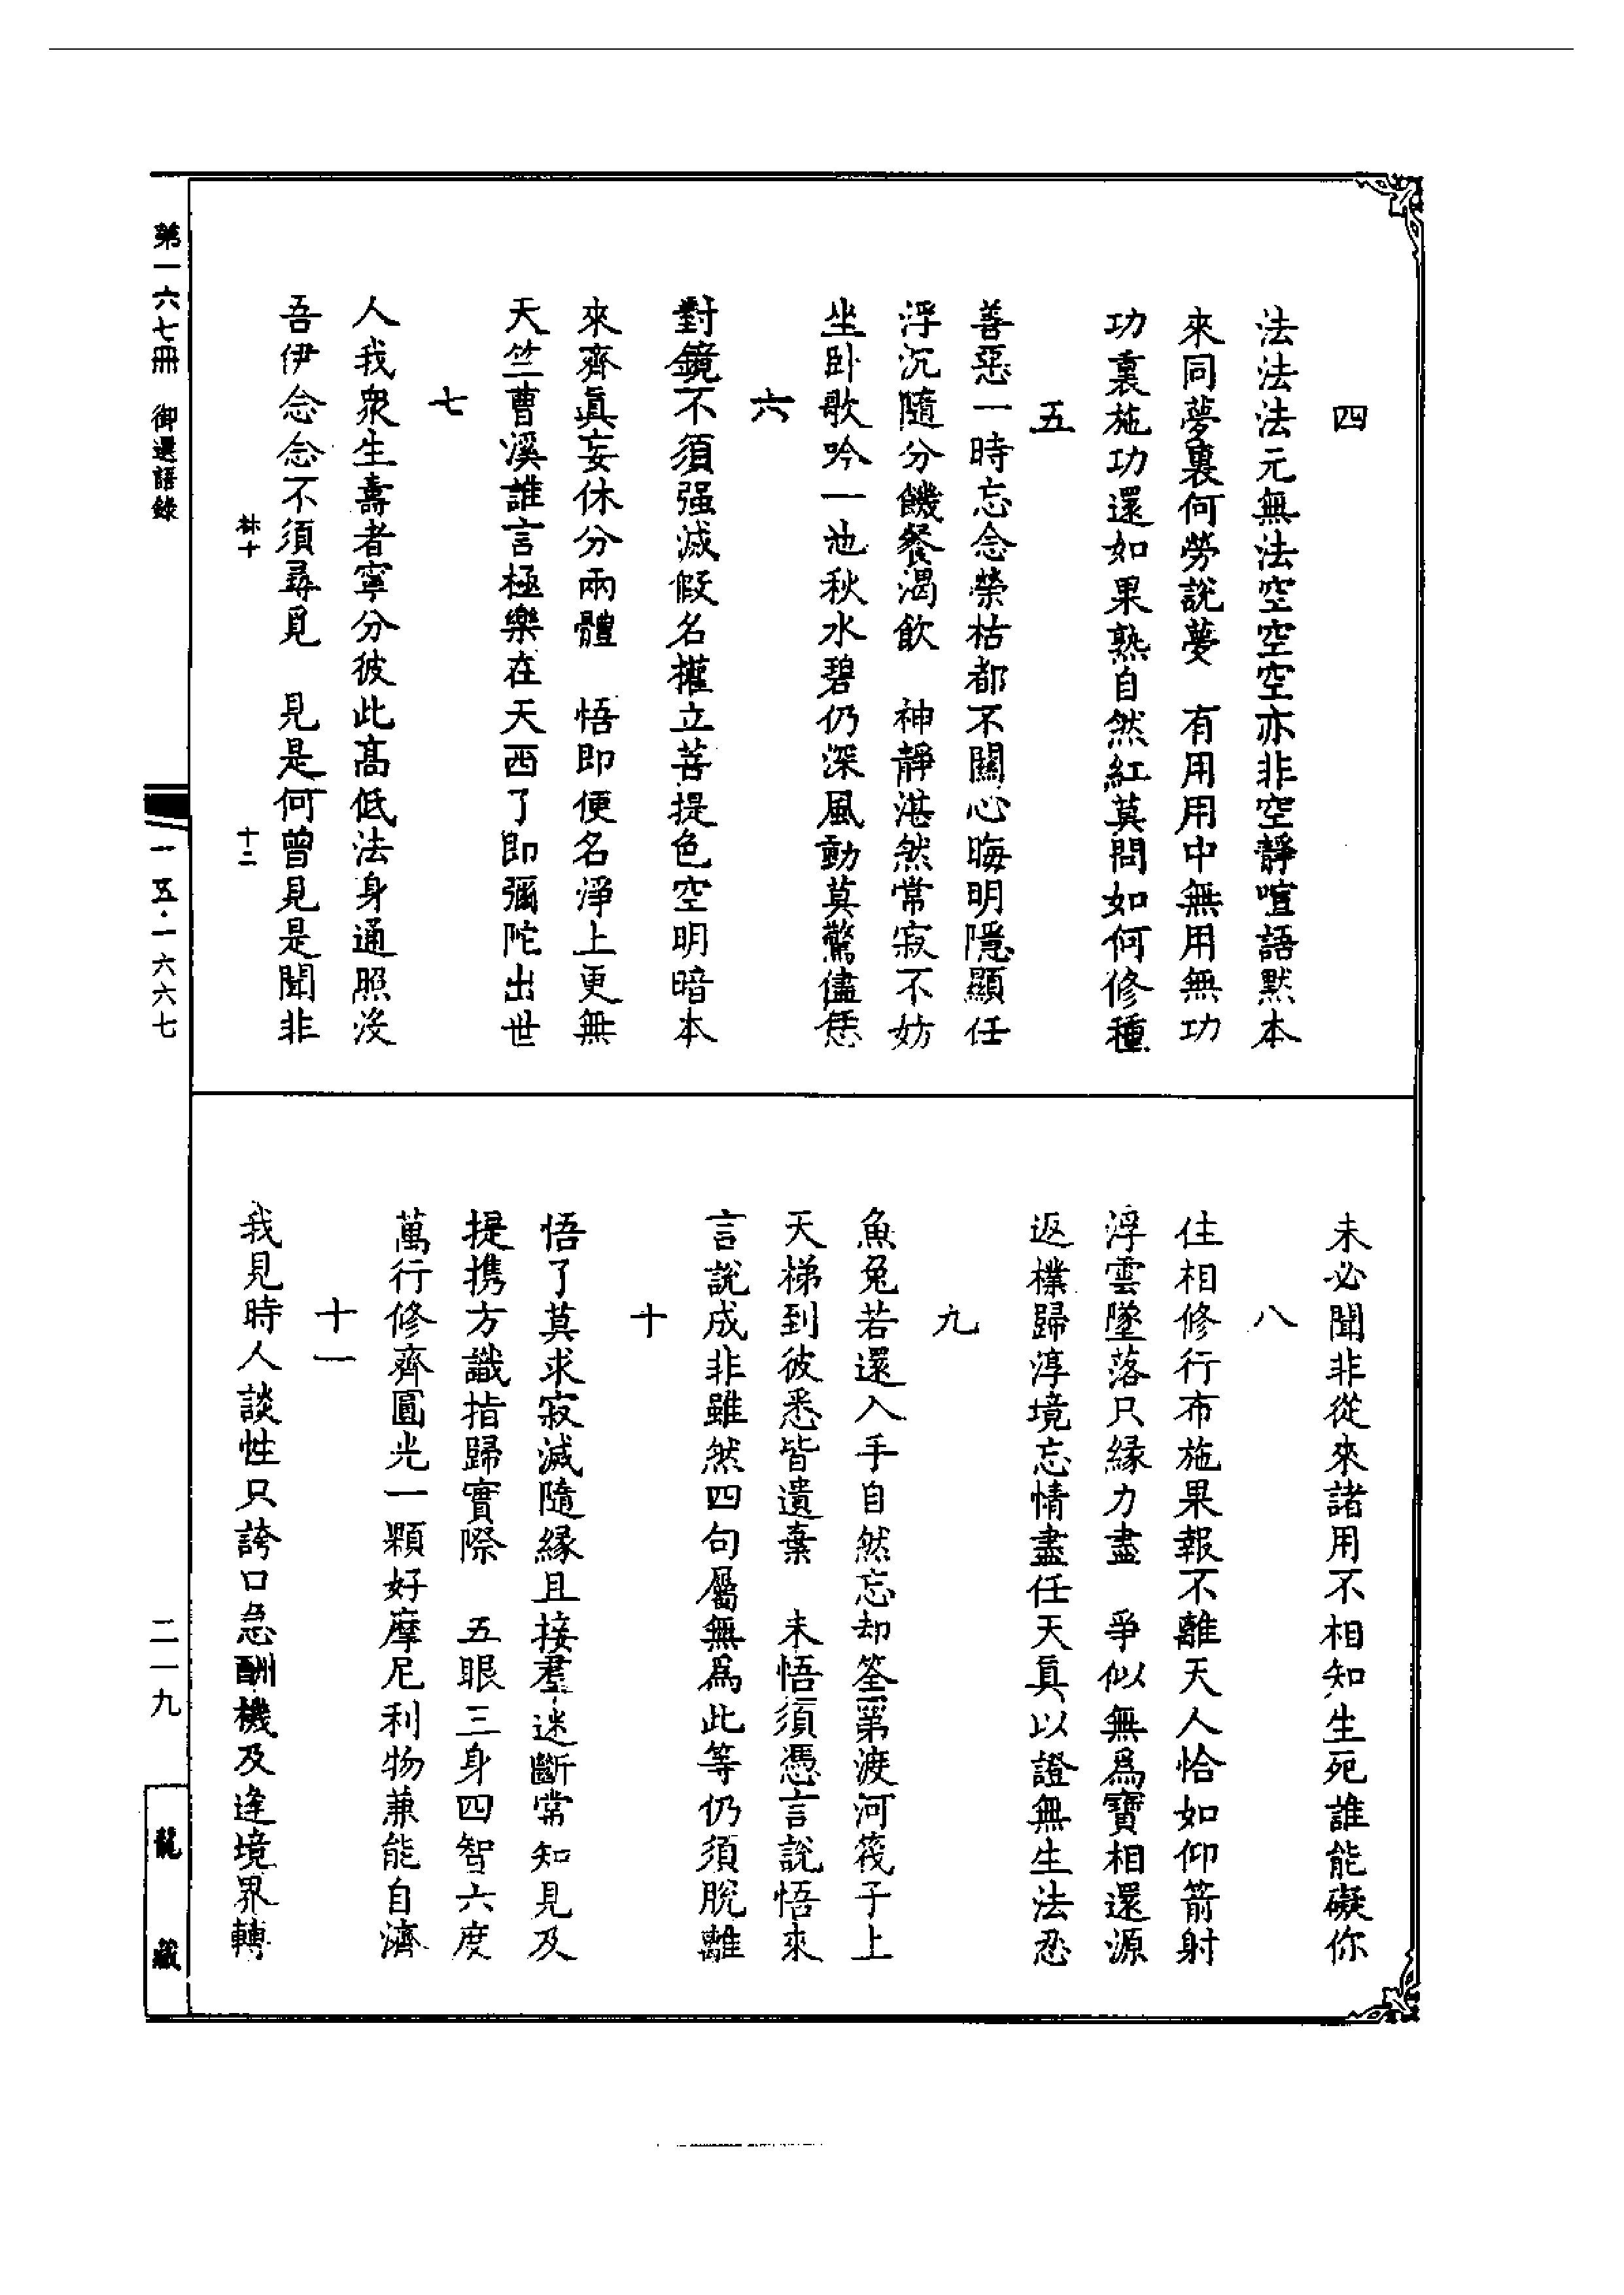 四
法法法元無法空空空亦非空靜喧語默本
來同夢裏何勞說夢　有用用中無用無功
功裏施功還如果熟自然紅莫問如何修種
五
善惡一時忘念榮枯都不關心晦明隱顯任
浮沉隨分饑餐渴飲　神靜湛然常寂不妨
坐卧歌吟一池秋水碧仍深風動莫驚儘恁
六
對鏡不須强滅假名權立菩提色空明暗本
來齊眞妄休分兩體　悟即便名淨上更無
天竺曹溪誰言極樂在天西了即彌陀出世
七
人我衆生壽者寧分彼此高低法身通照沒
吾伊念念不須尋覓　見是何曾見是聞非
林十　十二
未必聞非從來諸用不相知生死誰能礙你
八
住相修行布施果報不離天人恰如仰箭射
浮雲墜落只緣力盡　爭似無爲實相還源
返樸歸淳境忘情盡任天眞以證無生法忍
九
魚兔若還入手自然忘却筌罤渡河筏子上
天梯到彼悉皆遺棄　未悟須憑言說悟來
言說成非雖然四句屬無爲此等仍須脫離
十
悟了莫求寂滅隨緣且接羣迷斷常知見及
提携方識指歸實際　五眼三身四智六度
萬行修齊圓光一顆好摩尼利物兼能自濟
十一
我見時人談性只誇口急酬機及逢境界轉
第一六七冊　御選語錄
一五·一六六七
二一九
龍藏